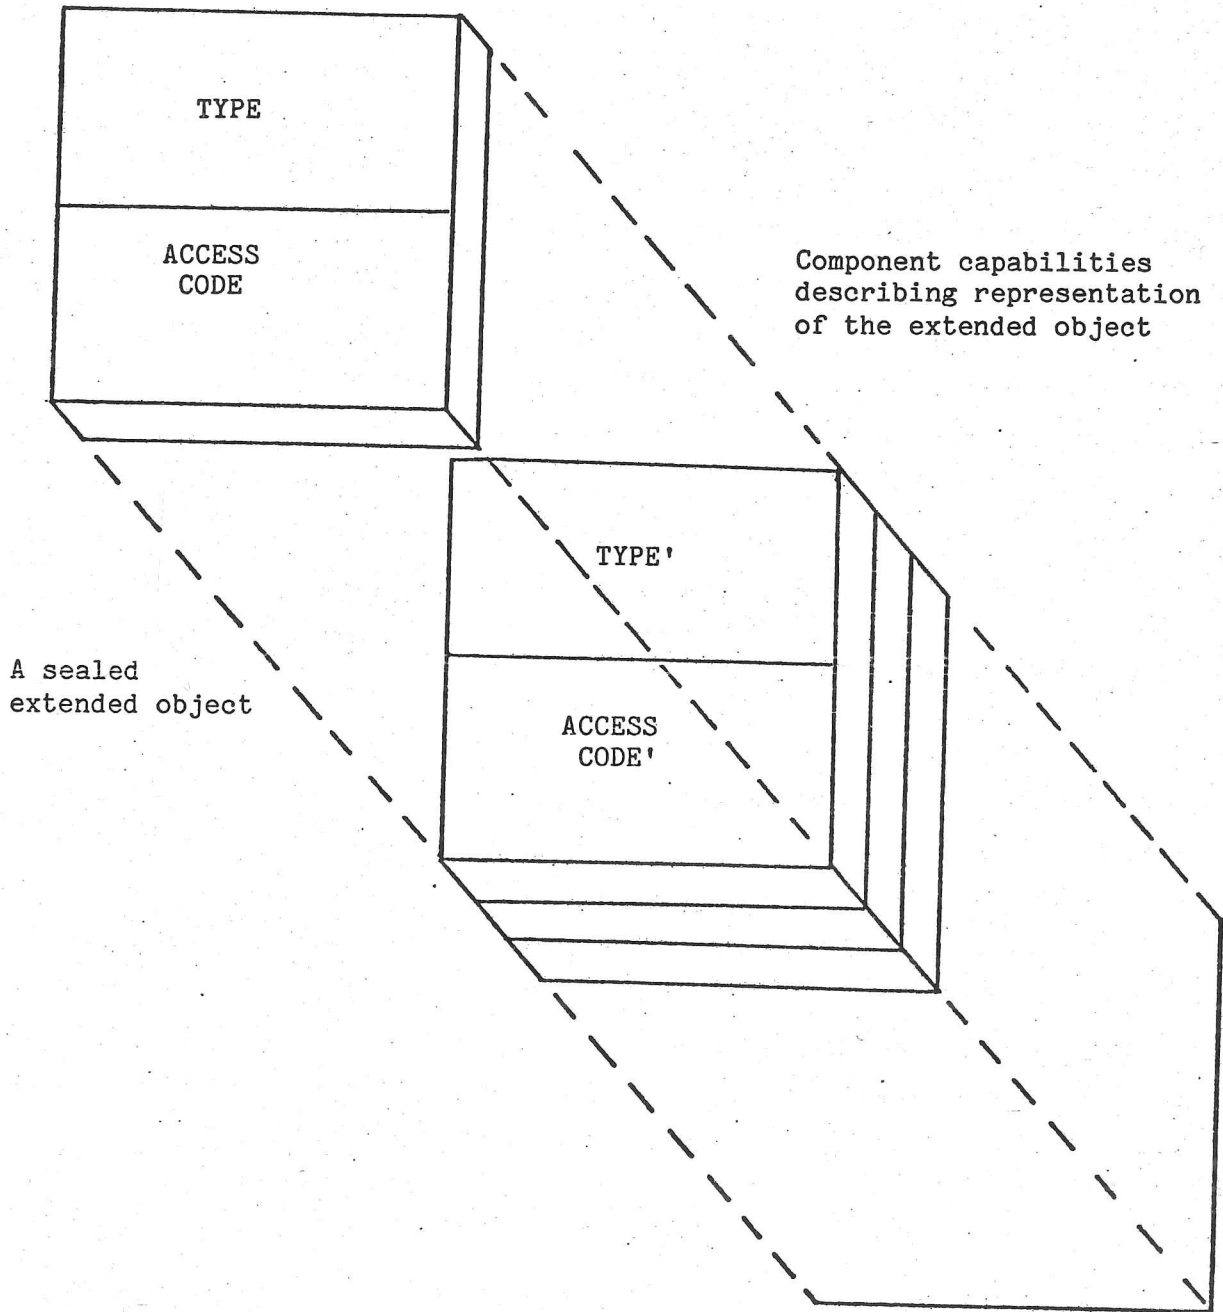 TYPE
ACCESS
CODE
Component capabilities
describing representation
of the extended object
TYPE'
A sealed
extended object
ACCESS
CODE'